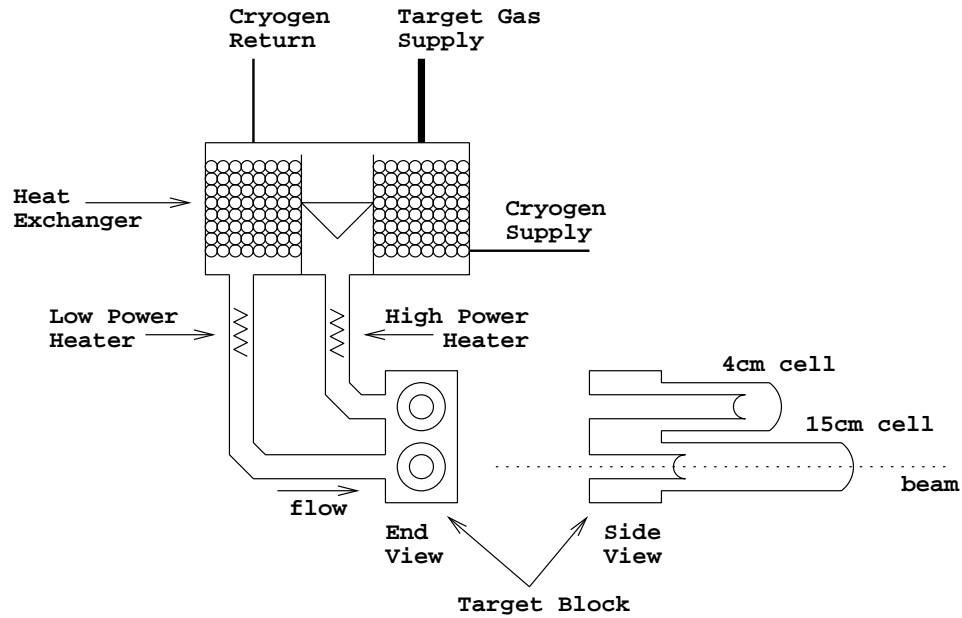 Cryogen
Return
Target Gas
Supply
Heat
Exchanger
Cryogen
Supply
Low Power
Heater
High Power
Heater
4cm cell
15cm cell
beam
flow
End
View
Side
View
Target Block